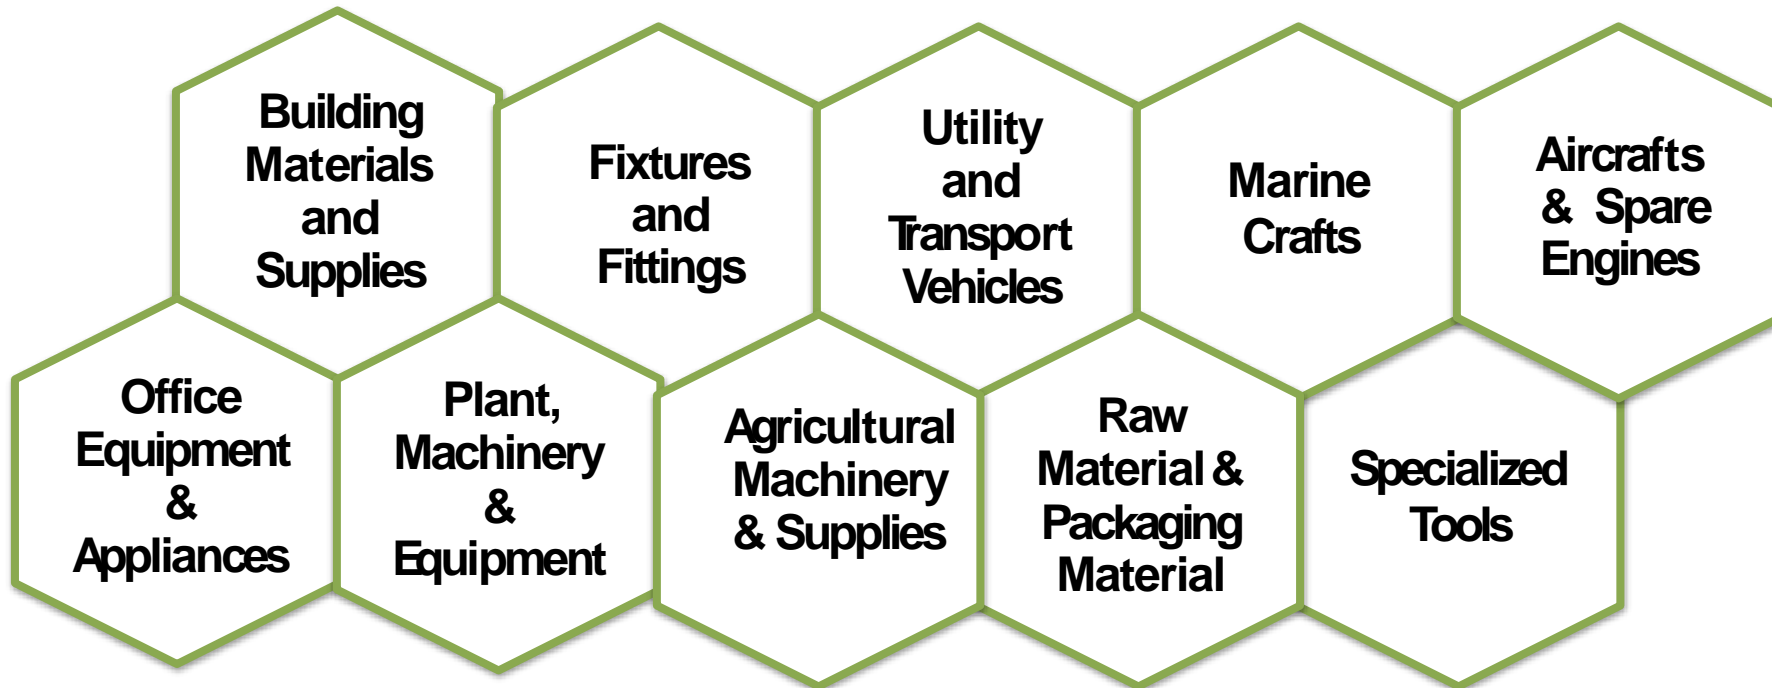 Building
Materials
and
Supplies
Fixtures
and
Fittings
Utility
and
Transport
Vehicles
Marine
Crafts
Aircrafts
& Spare
Engines
Office
Equipment
&
Appliances
Plant,
Machinery
&
Equipment
Agricultural
Machinery
& Supplies
Raw
Material &
Packaging
Material
Specialized
Tools